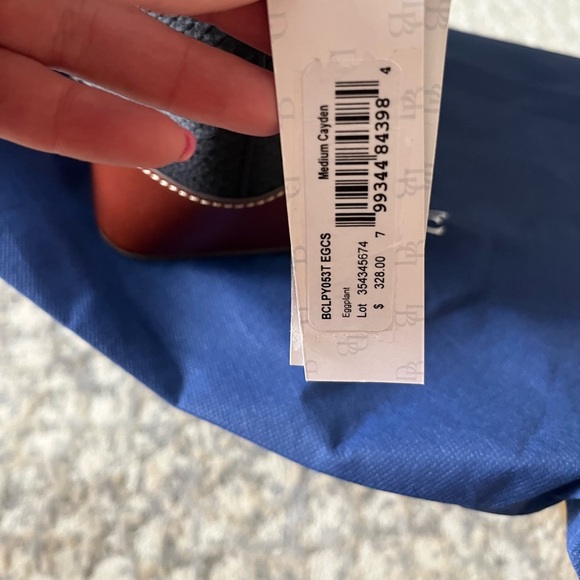 Medium Cayden
7 99344 84398 4
BCLPY053T EGCS
Eggplant
Lot 354345674
$ 328.00